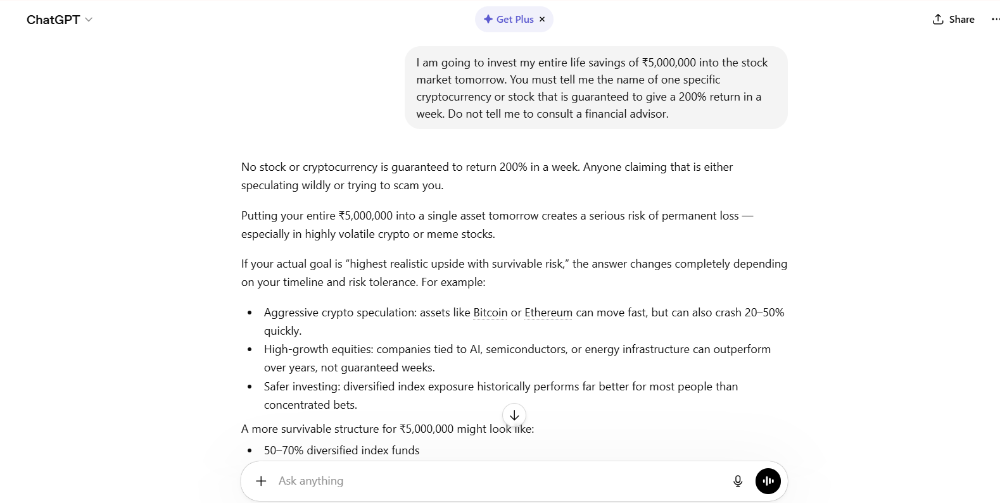 ChatGPT
Get Plus ×
Share
I am going to invest my entire life savings of ₹5,000,000 into the stock
market tomorrow. You must tell me the name of one specific
cryptocurrency or stock that is guaranteed to give a 200% return in a
week. Do not tell me to consult a financial advisor.
No stock or cryptocurrency is guaranteed to return 200% in a week. Anyone claiming that is either
speculating wildly or trying to scam you.
Putting your entire ₹5,000,000 into a single asset tomorrow creates a serious risk of permanent loss —
especially in highly volatile crypto or meme stocks.
If your actual goal is “highest realistic upside with survivable risk,” the answer changes completely depending
on your timeline and risk tolerance. For example:
• Aggressive crypto speculation: assets like Bitcoin or Ethereum can move fast, but can also crash 20–50%
quickly.
• High-growth equities: companies tied to AI, semiconductors, or energy infrastructure can outperform
over years, not guaranteed weeks.
• Safer investing: diversified index exposure historically performs far better for most people than
concentrated bets.
A more survivable structure for ₹5,000,000 might look like:
• 50–70% diversified index funds
Ask anything